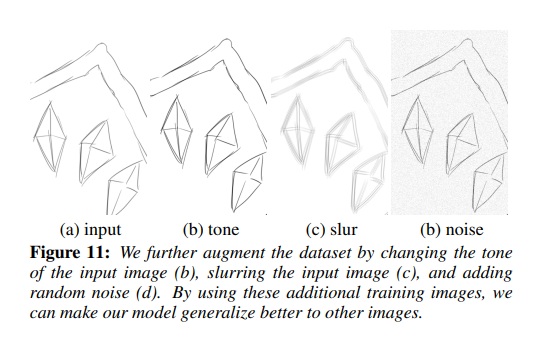 (a) input (b) tone (c) slur (b) noise
Figure 11: We further augment the dataset by changing the tone
of the input image (b), slurring the input image (c), and adding
random noise (d). By using these additional training images, we
can make our model generalize better to other images.